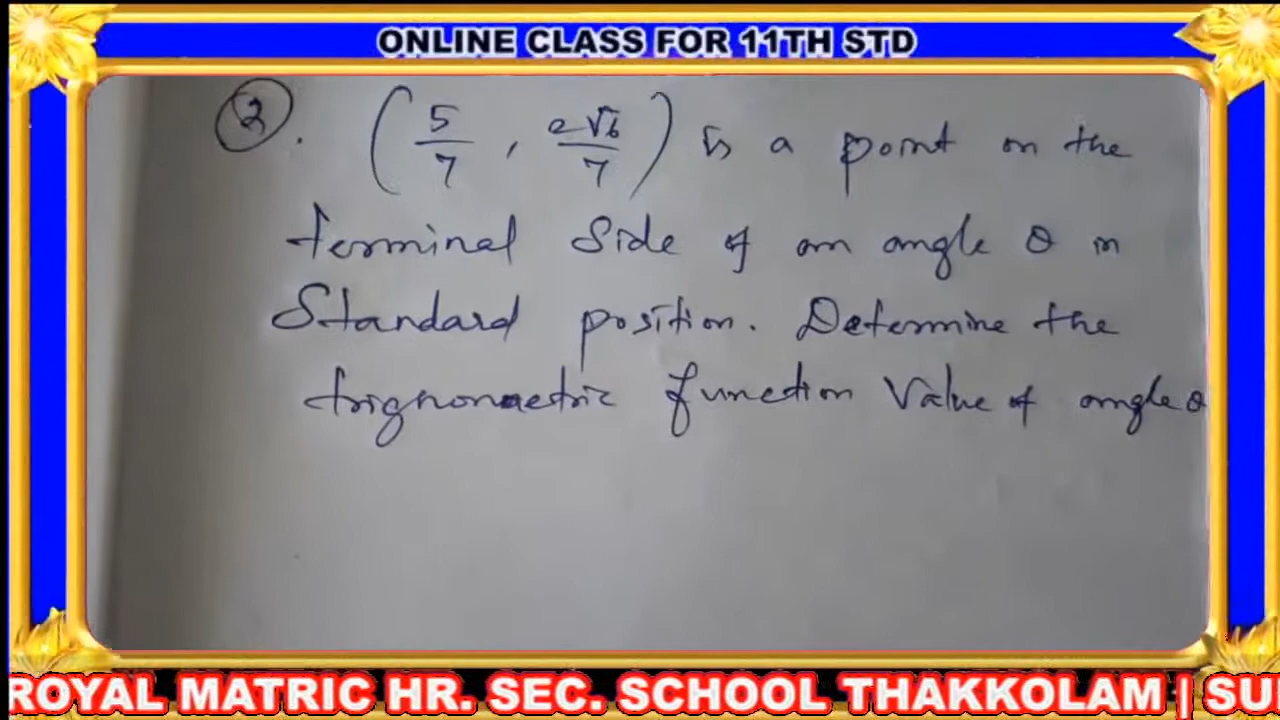 ONLINE CLASS FOR 11TH STD
2. (5/7, 2√6/7) is a point on the
terminal side of an angle θ in
Standard position. Determine the
trignometric function Value of angle θ
ROYAL MATRIC HR. SEC. SCHOOL THAKKOLAM | SU